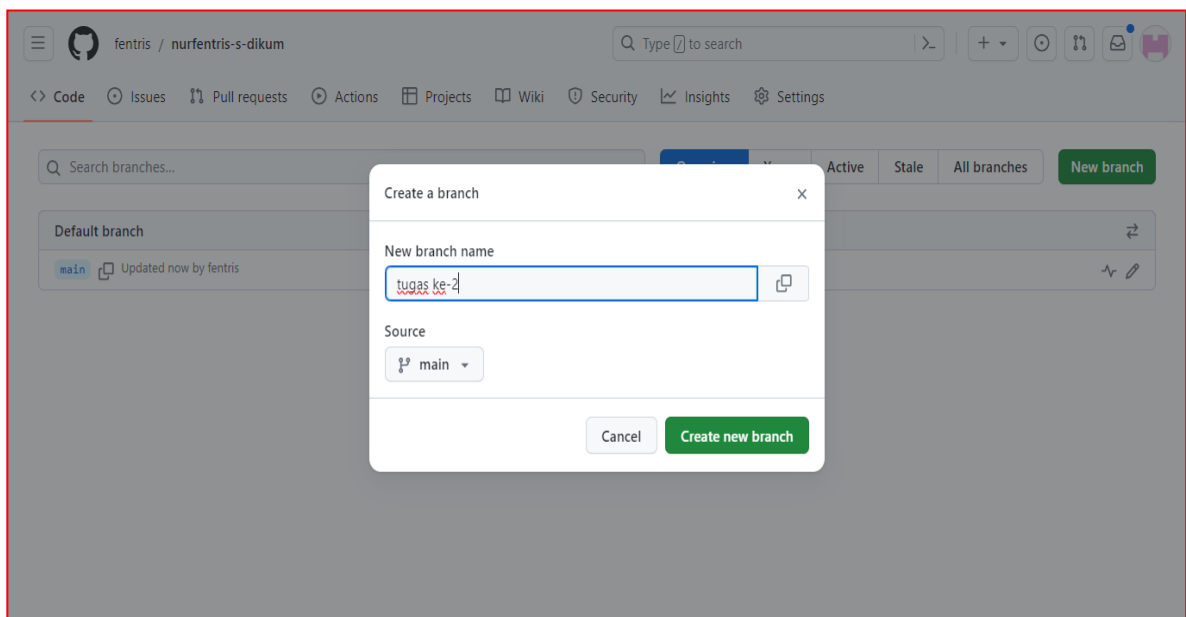 fentris / nurfentris-s-dikum
Type / to search
Code Issues Pull requests Actions Projects Wiki Security Insights Settings
Search branches...
Active Stale All branches New branch
Create a branch
Default branch
New branch name
main Updated now by fentris
tugas ke-2
Source
main
Cancel Create new branch